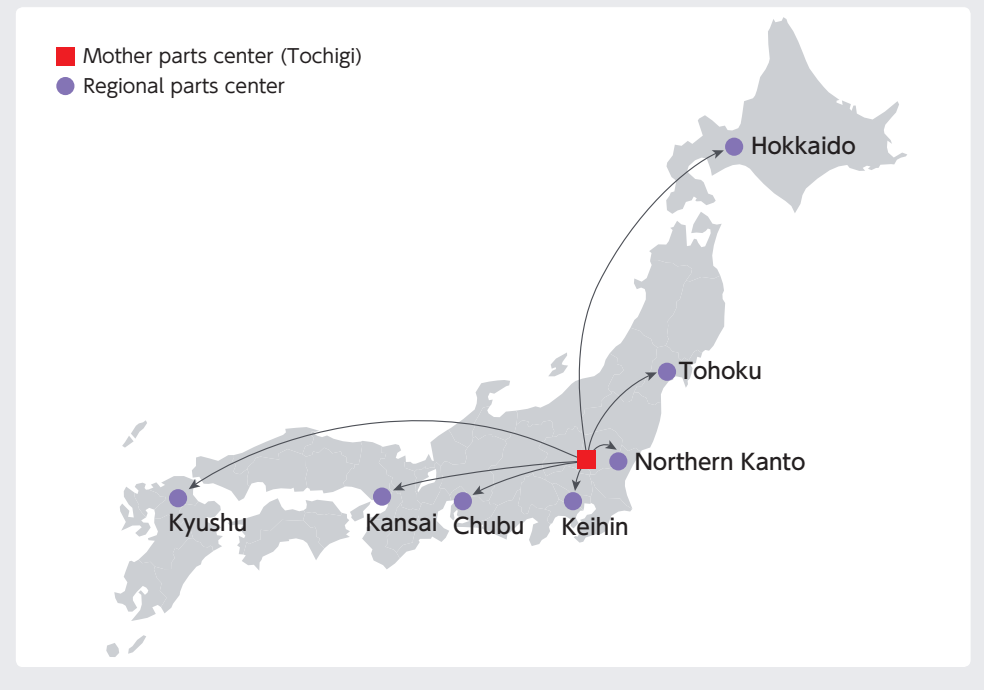 Mother parts center (Tochigi)
Regional parts center
Hokkaido
Tohoku
Northern Kanto
Kyushu
Kansai
Chubu
Keihin